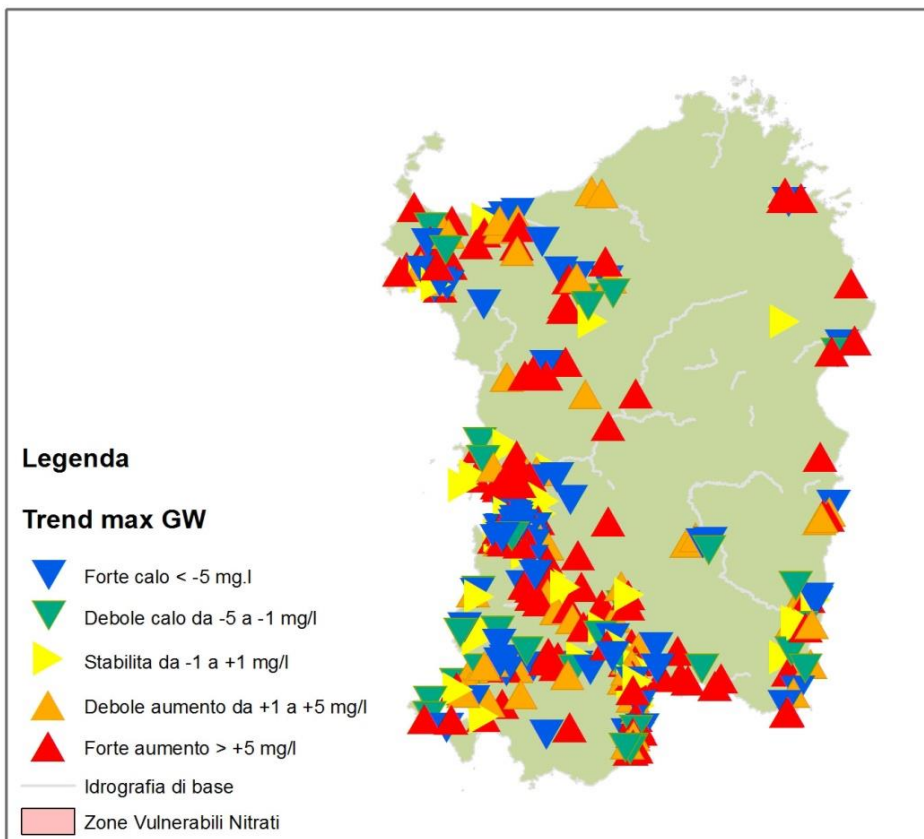 Legenda
Trend max GW
Forte calo < -5 mg.l
Debole calo da -5 a -1 mg/l
Stabilita da -1 a +1 mg/l
Debole aumento da +1 a +5 mg/l
Forte aumento > +5 mg/l
Idrografia di base
Zone Vulnerabili Nitrati